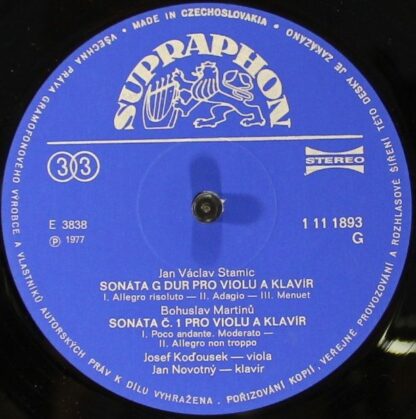 VŠECHNA PRÁVA GRAMOFONOVÉHO VÝROBCE A VLASTNÍKŮ AUTORSKÝCH PRÁV K DÍLU VYHRAŽENA . POŘIZOVÁNÍ KOPIÍ , VEŘEJNÉ PROVOZOVÁNÍ A ROZHLASOVÉ ŠÍŘENÍ TÉTO DESKY JE ZAKÁZÁNO
• MADE IN CZECHOSLOVAKIA •
SUPRAPHON
33
STEREO
E 3838
Ⓟ 1977
1 11 1893
G
Jan Václav Stamic
SONÁTA G DUR PRO VIOLU A KLAVÍR
I. Allegro risoluto — II. Adagio — III. Menuet
Bohuslav Martinů
SONÁTA Č. 1 PRO VIOLU A KLAVÍR
I. Poco andante. Moderato —
II. Allegro non troppo
Josef Koďousek — viola
Jan Novotný — klavír